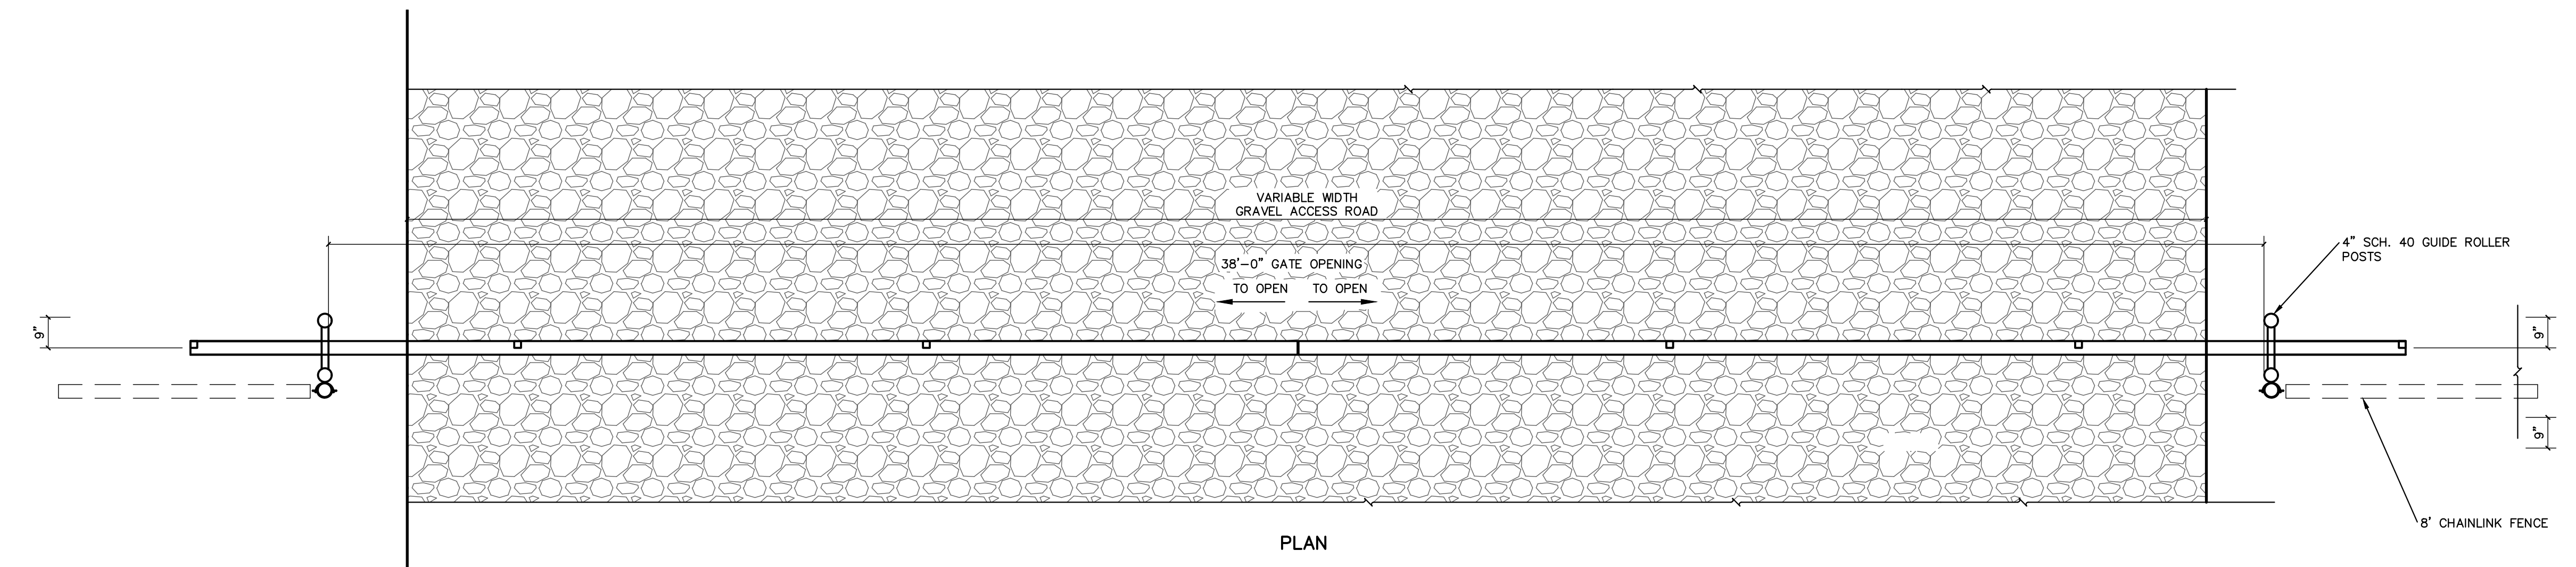 VARIABLE WIDTH
GRAVEL ACCESS ROAD
38'-0" GATE OPENING
TO OPEN TO OPEN
4" SCH. 40 GUIDE ROLLER
POSTS
9"
9"
9"
8' CHAINLINK FENCE
PLAN